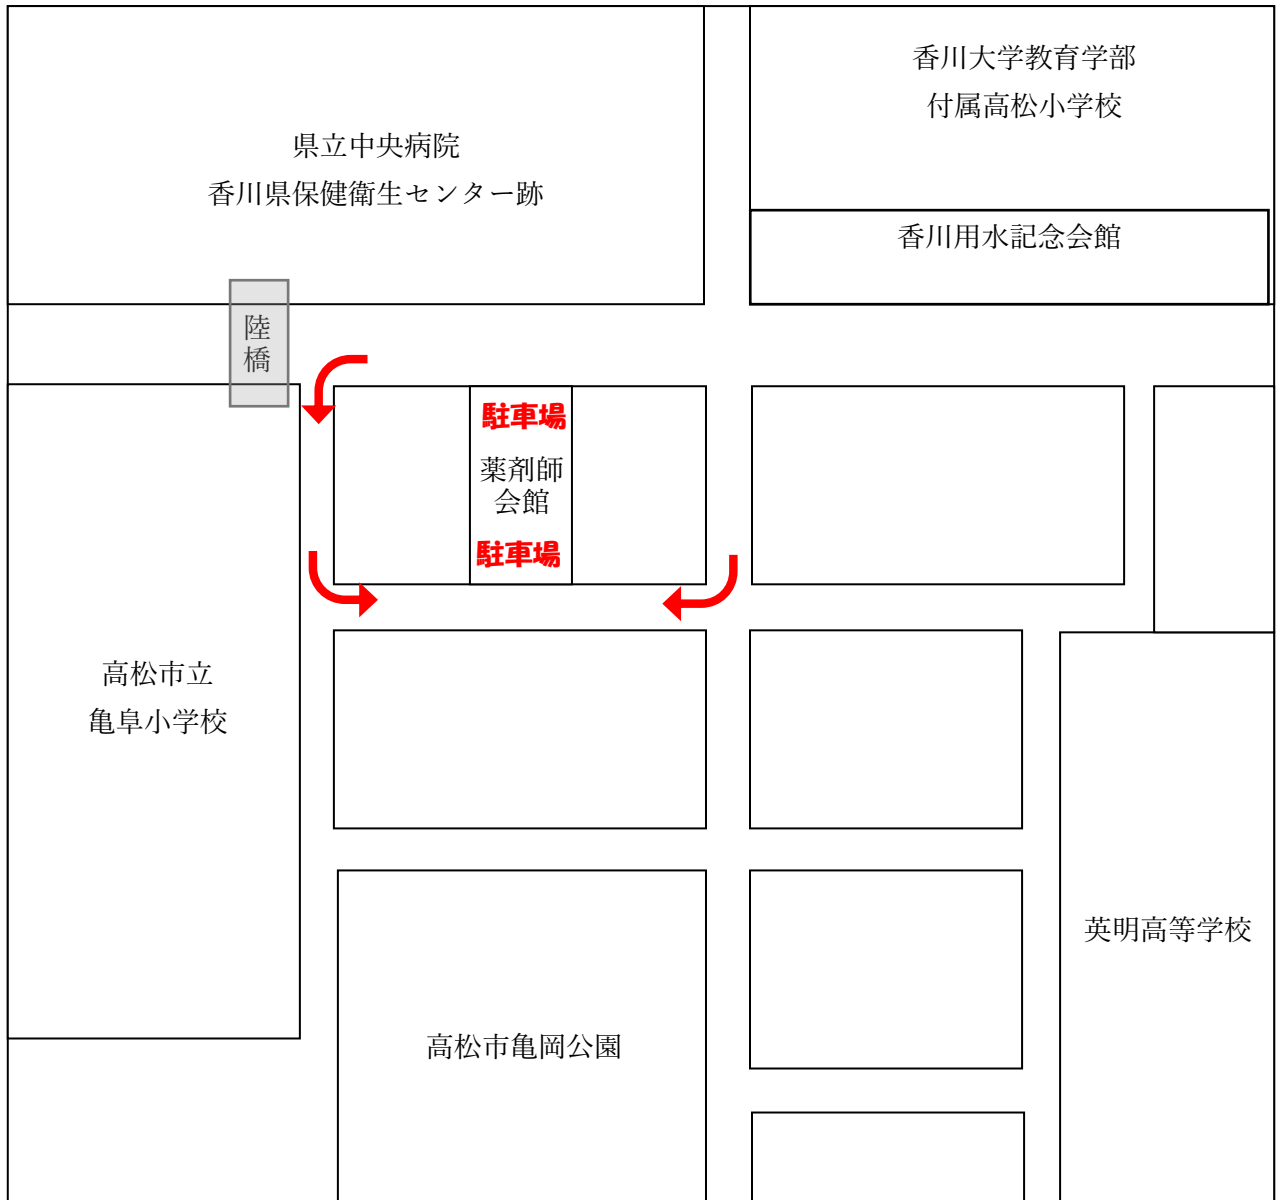 香川大学教育学部
付属高松小学校
県立中央病院
香川県保健衛生センター跡
香川用水記念会館
陸橋
駐車場
薬剤師
会館
駐車場
高松市立
亀阜小学校
英明高等学校
高松市亀岡公園